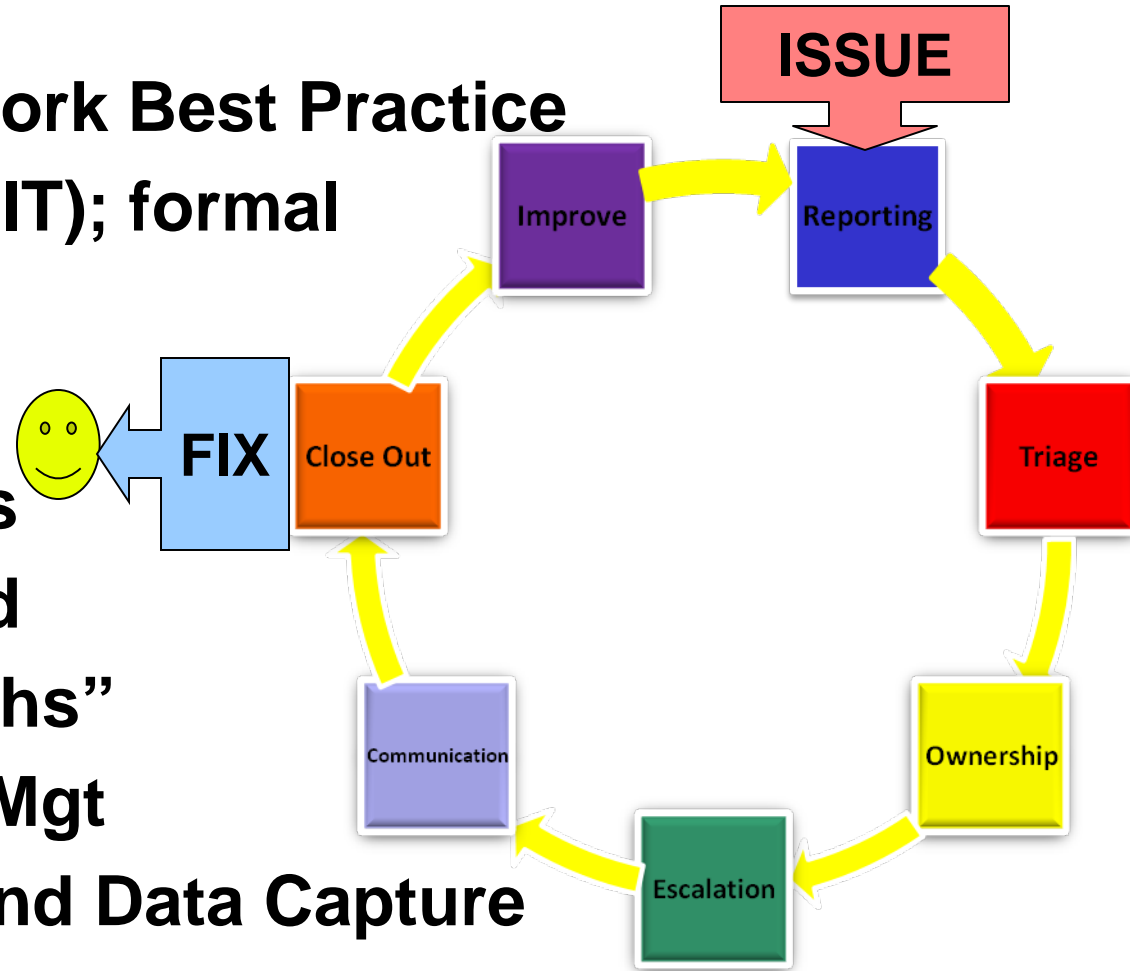 ISSUE
ork Best Practice
IT); formal
Improve
Reporting
FIX
Close Out
Triage
s
d
hs”
Communication
Ownership
Mgt
Escalation
nd Data Capture